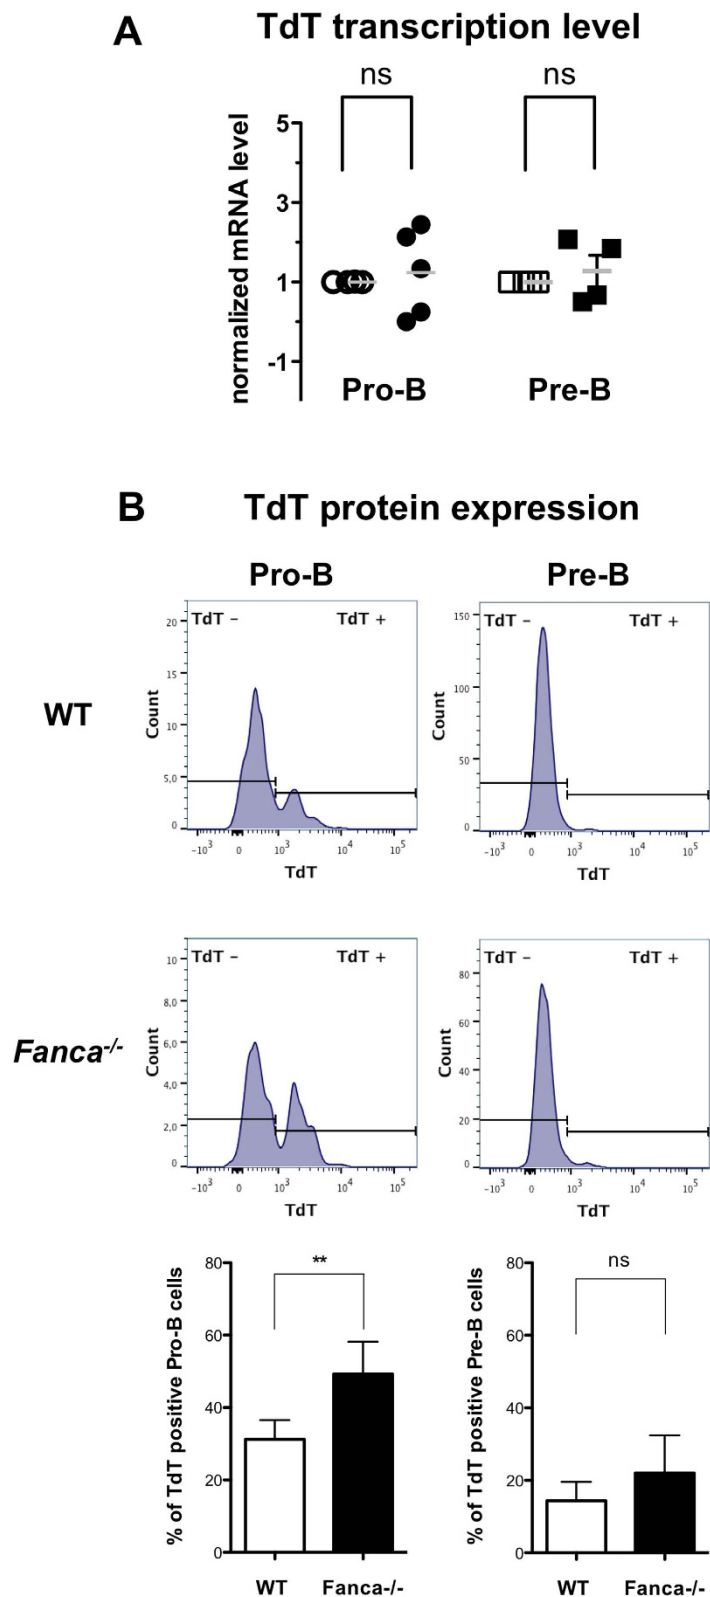 A TdT transcription level
ns ns
normalized mRNA level
5
3
1
-1
Pro-B Pre-B
B TdT protein expression
Pro-B Pre-B
WT
TdT – TdT +
Count
20
15
10
5,0
0
-10³ 0 10³ 10⁴ 10⁵
TdT
TdT – TdT +
Count
150
100
50
0
-10³ 0 10³ 10⁴ 10⁵
TdT
Fanca-/-
TdT – TdT +
Count
10
8,0
6,0
4,0
2,0
0
-10³ 0 10³ 10⁴ 10⁵
TdT
TdT – TdT +
Count
80
60
40
20
0
-10³ 0 10³ 10⁴ 10⁵
TdT
% of TdT positive Pro-B cells
80
60
40
20
0
**
WT Fanca-/-
% of TdT positive Pre-B cells
80
60
40
20
0
ns
WT Fanca-/-